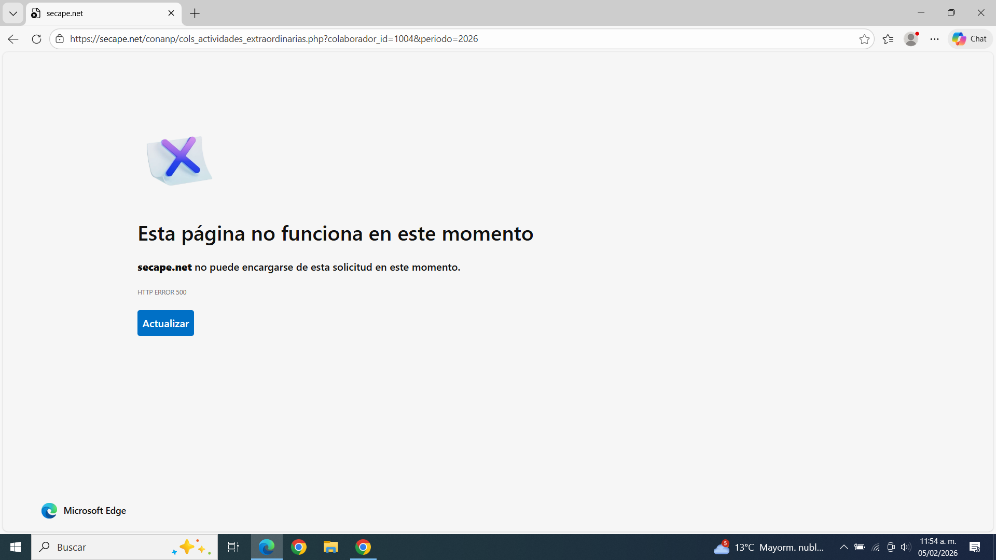 secape.net
https://secape.net/conanp/cols_actividades_extraordinarias.php?colaborador_id=1004&periodo=2026
Chat
Esta página no funciona en este momento
secape.net no puede encargarse de esta solicitud en este momento.
HTTP ERROR 500
Actualizar
Microsoft Edge
Buscar
6
13°C Mayorm. nubl...
11:54 a. m.
05/02/2026